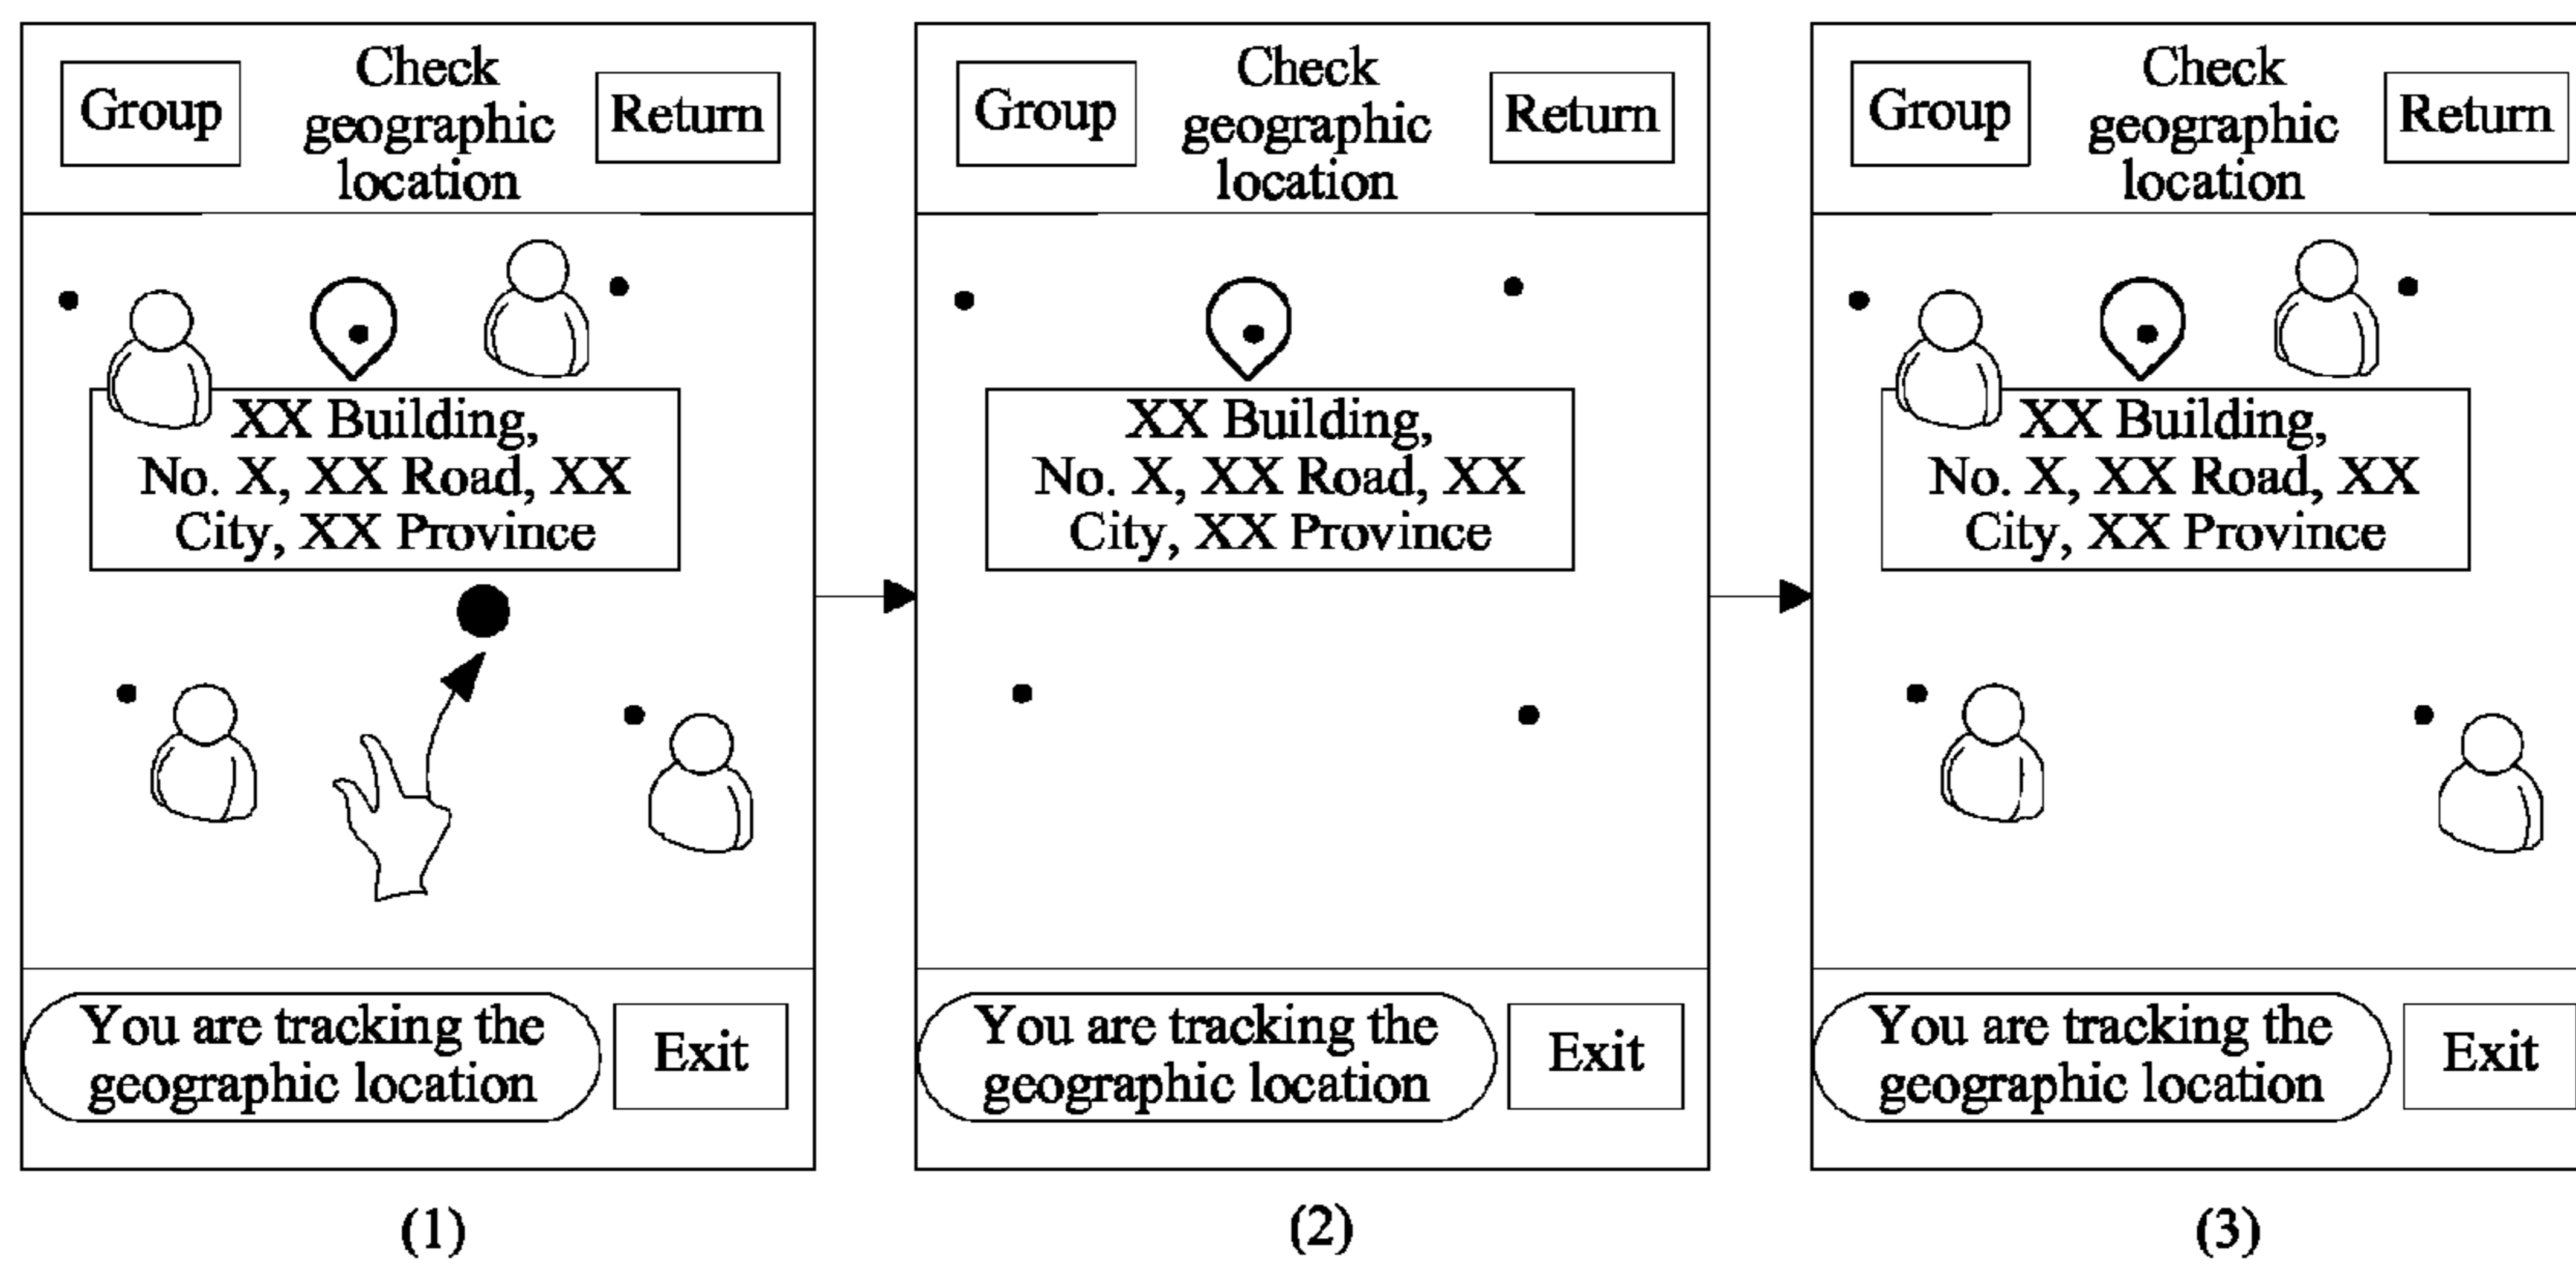 Group
Check
geographic
location
Return
XX Building,
No. X, XX Road, XX
City, XX Province
You are tracking the
geographic location
Exit
(1)
Group
Check
geographic
location
Return
XX Building,
No. X, XX Road, XX
City, XX Province
You are tracking the
geographic location
Exit
(2)
Group
Check
geographic
location
Return
XX Building,
No. X, XX Road, XX
City, XX Province
You are tracking the
geographic location
Exit
(3)